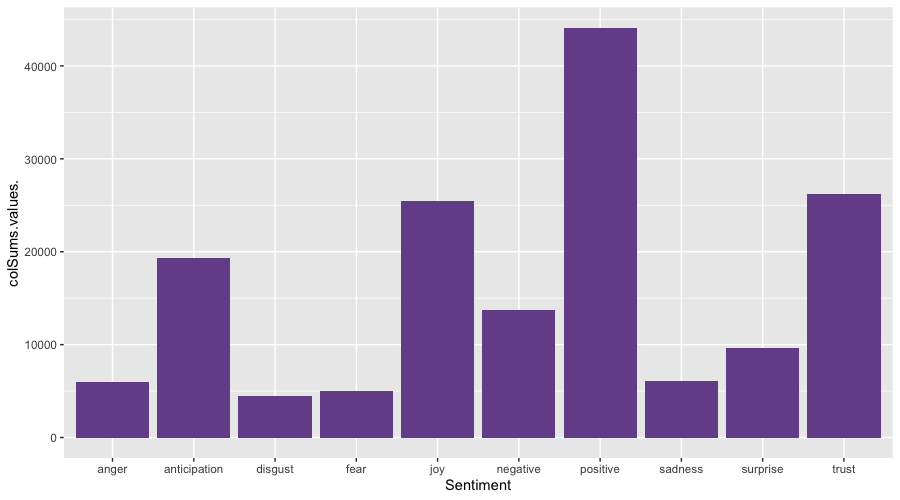 colSums.values.
40000
30000
20000
10000
0
anger anticipation disgust fear joy negative positive sadness surprise trust
Sentiment